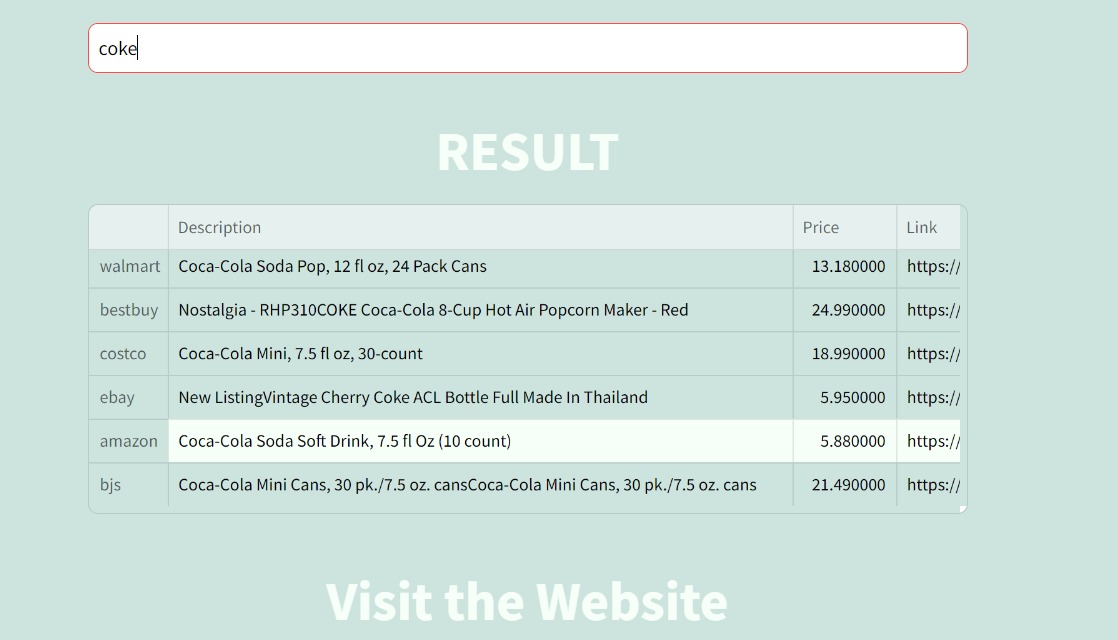 coke
RESULT
Description Price Link
walmart Coca-Cola Soda Pop, 12 fl oz, 24 Pack Cans 13.180000 https://
bestbuy Nostalgia - RHP310COKE Coca-Cola 8-Cup Hot Air Popcorn Maker - Red 24.990000 https://
costco Coca-Cola Mini, 7.5 fl oz, 30-count 18.990000 https://
ebay New ListingVintage Cherry Coke ACL Bottle Full Made In Thailand 5.950000 https://
amazon Coca-Cola Soda Soft Drink, 7.5 fl Oz (10 count) 5.880000 https://
bjs Coca-Cola Mini Cans, 30 pk./7.5 oz. cansCoca-Cola Mini Cans, 30 pk./7.5 oz. cans 21.490000 https://
Visit the Website